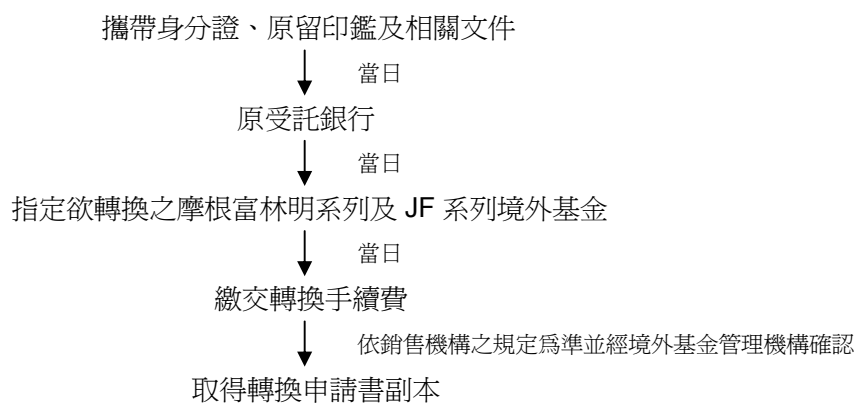 攜帶身分證、原留印鑑及相關文件
當日
原受託銀行
當日
指定欲轉換之摩根富林明系列及 JF 系列境外基金
當日
繳交轉換手續費
依銷售機構之規定為準並經境外基金管理機構確認
取得轉換申請書副本